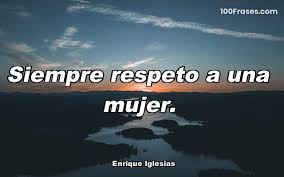 100Frases.com
Siempre respeto a una
mujer.
Enrique Iglesias